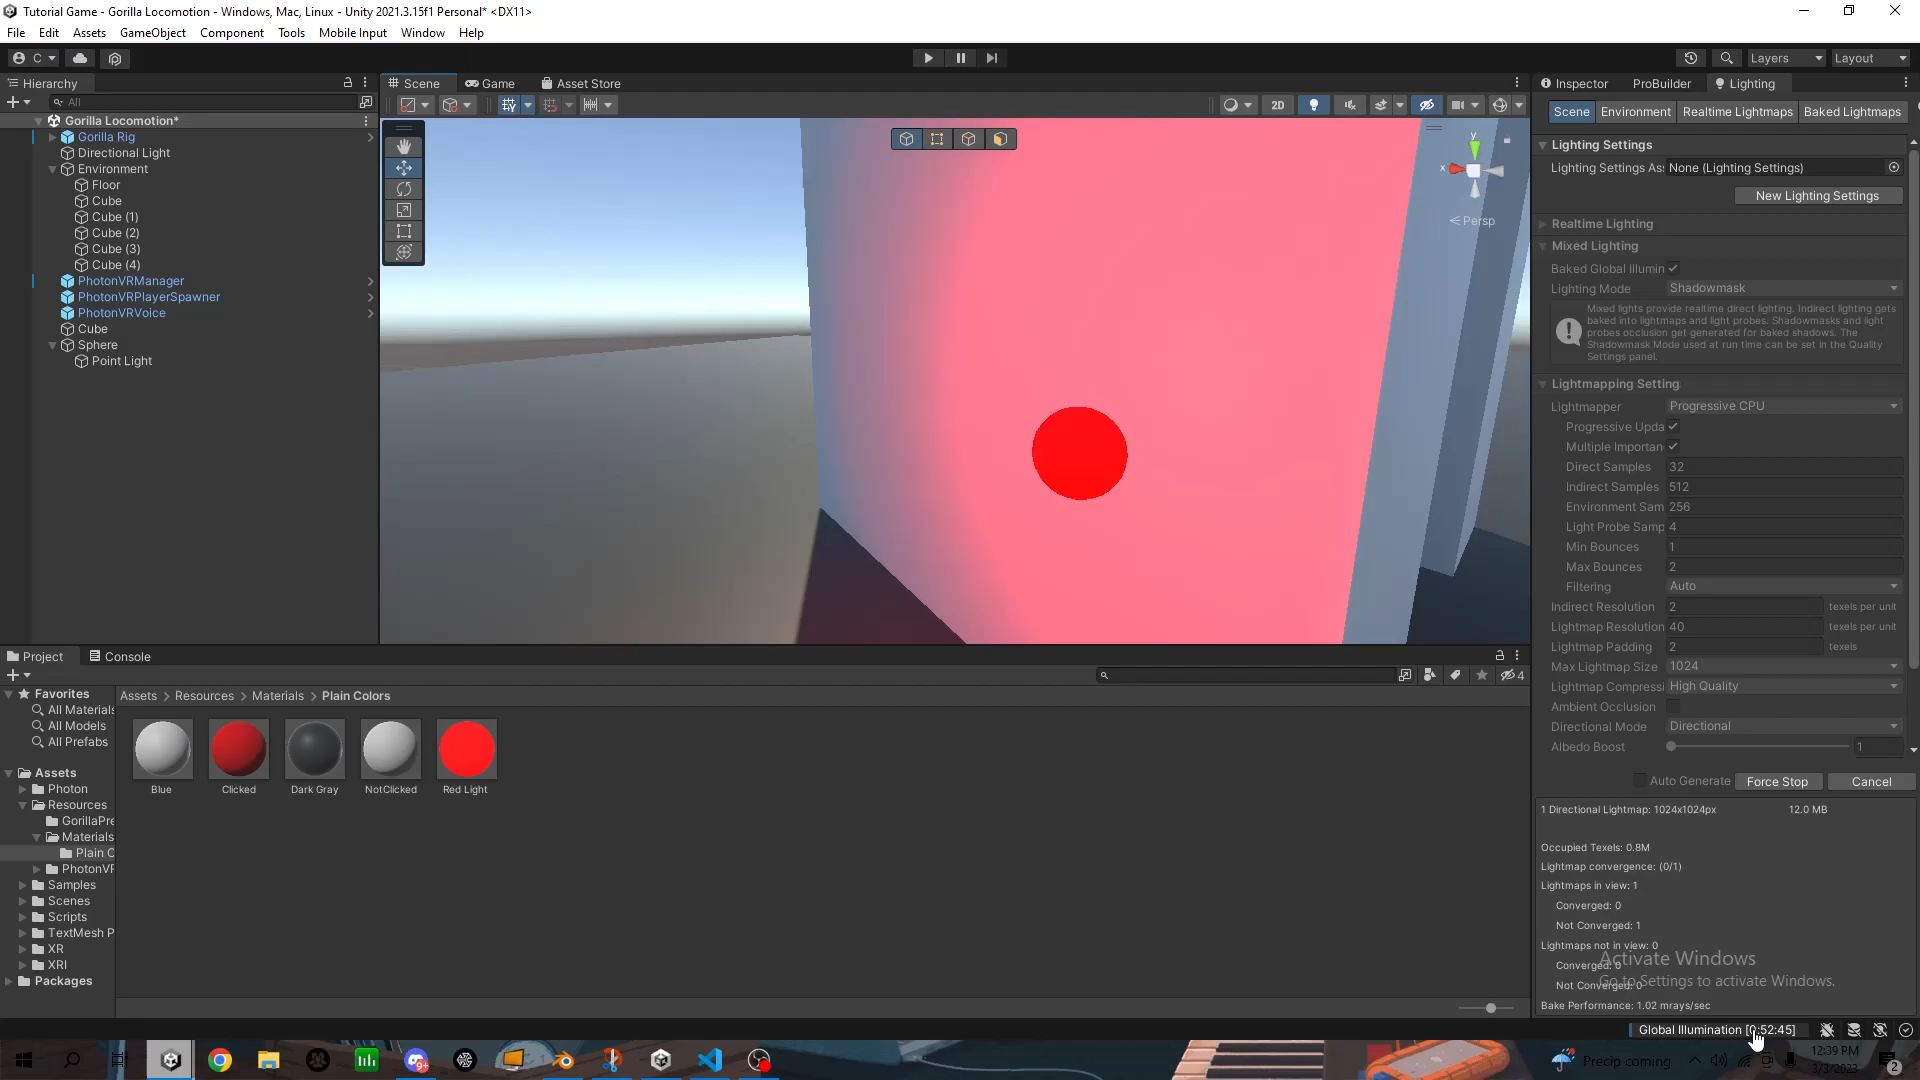 Tutorial Game - Gorilla Locomotion - Windows, Mac, Linux - Unity 2021.3.15f1 Personal* <DX11>
File Edit Assets GameObject Component Tools Mobile Input Window Help
C Layers Layout
Hierarchy
All
Gorilla Locomotion*
Gorilla Rig
Directional Light
Environment
Floor
Cube
Cube (1)
Cube (2)
Cube (3)
Cube (4)
PhotonVRManager
PhotonVRPlayerSpawner
PhotonVRVoice
Cube
Sphere
Point Light
Scene Game Asset Store
2D
y
x
Persp
Inspector ProBuilder Lighting
Scene Environment Realtime Lightmaps Baked Lightmaps
Lighting Settings
Lighting Settings As: None (Lighting Settings)
New Lighting Settings
Realtime Lighting
Mixed Lighting
Baked Global Illumin
Lighting Mode Shadowmask
Mixed lights provide realtime direct lighting. Indirect lighting gets
baked into lightmaps and light probes. Shadowmasks and light
probes occlusion get generated for baked shadows. The
Shadowmask Mode used at run time can be set in the Quality
Settings panel.
Lightmapping Setting
Lightmapper Progressive CPU
Progressive Upda
Multiple Importan
Direct Samples 32
Indirect Samples 512
Environment Sam 256
Light Probe Samp 4
Min Bounces 1
Max Bounces 2
Filtering Auto
Indirect Resolution 2 texels per unit
Lightmap Resolution 40 texels per unit
Lightmap Padding 2 texels
Max Lightmap Size 1024
Lightmap Compressi High Quality
Ambient Occlusion
Directional Mode Directional
Albedo Boost 1
Auto Generate Force Stop Cancel
1 Directional Lightmap: 1024x1024px 12.0 MB
Occupied Texels: 0.8M
Lightmap convergence: (0/1)
Lightmaps in view: 1
Converged: 0
Not Converged: 1
Lightmaps not in view: 0
Converged: 0
Not Converged: 0
Bake Performance: 1.02 mrays/sec
Activate Windows
Go to Settings to activate Windows.
Project Console
4
Favorites
All Materials
All Models
All Prefabs
Assets
Photon
Resources
GorillaPre
Materials
Plain C
PhotonVR
Samples
Scenes
Scripts
TextMesh P
XR
XRI
Packages
Assets > Resources > Materials > Plain Colors
Blue Clicked Dark Gray NotClicked Red Light
Global Illumination [0:52:45]
9+
Precip coming
12:39 PM
3/3/2023
2